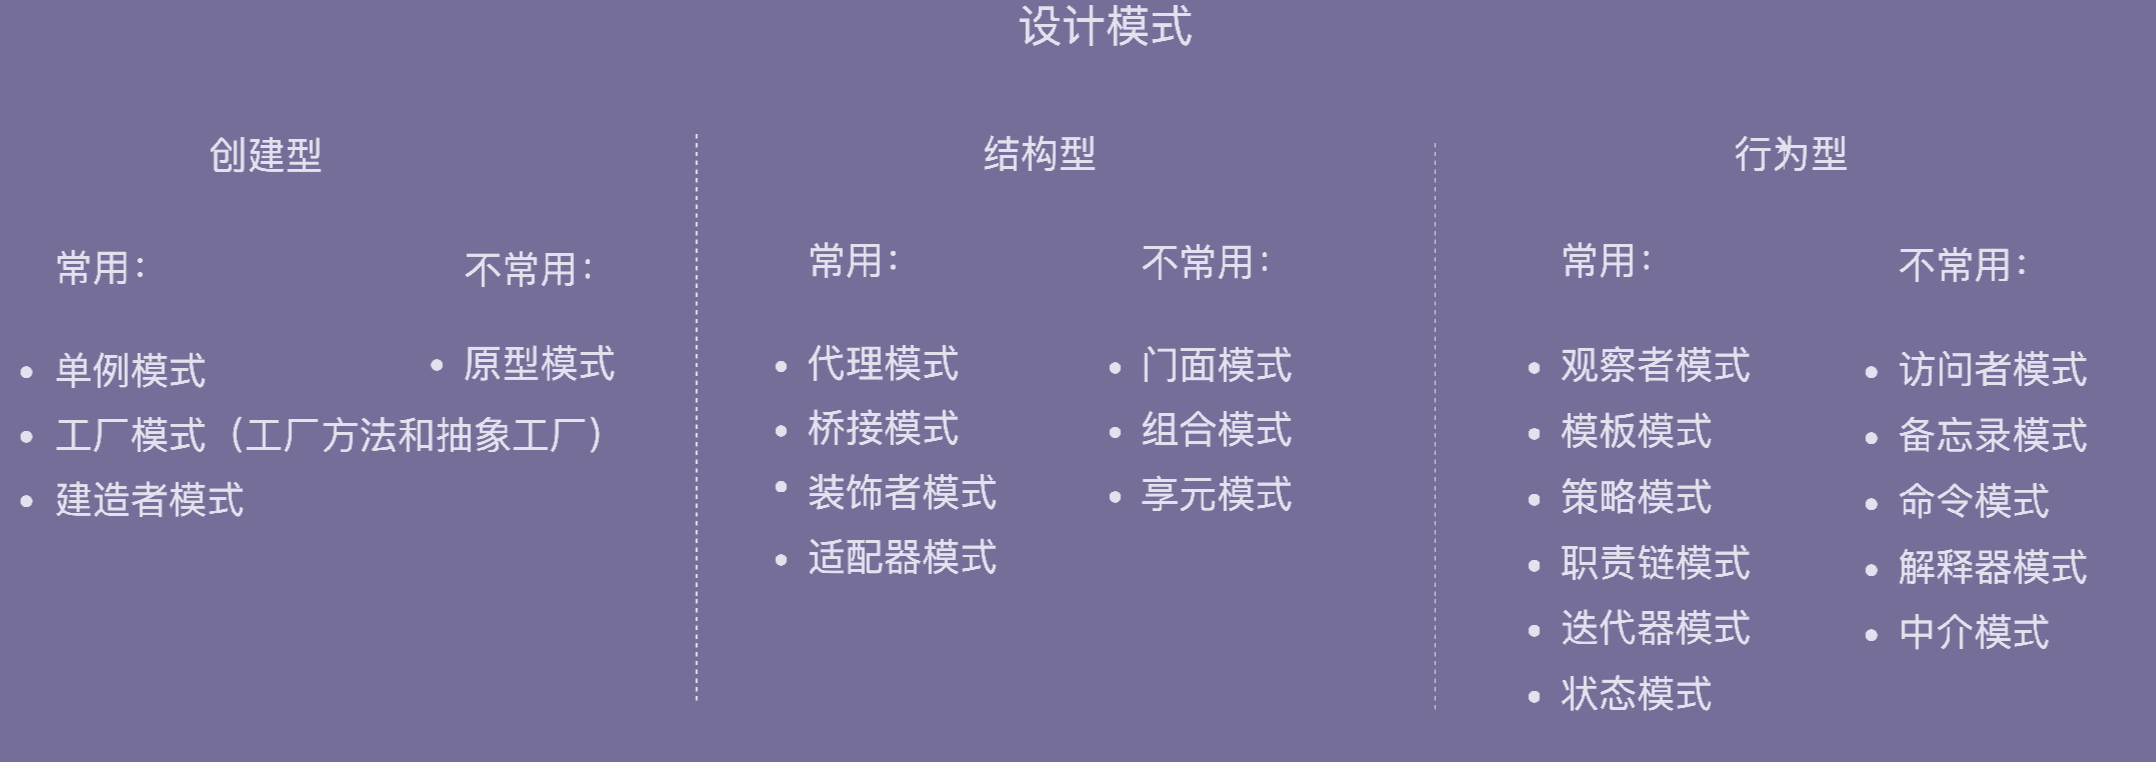 设计模式
创建型
常用：
单例模式
工厂模式（工厂方法和抽象工厂）
建造者模式
不常用：
原型模式
结构型
常用：
代理模式
桥接模式
装饰者模式
适配器模式
不常用：
门面模式
组合模式
享元模式
行为型
常用：
观察者模式
模板模式
策略模式
职责链模式
迭代器模式
状态模式
不常用：
访问者模式
备忘录模式
命令模式
解释器模式
中介模式